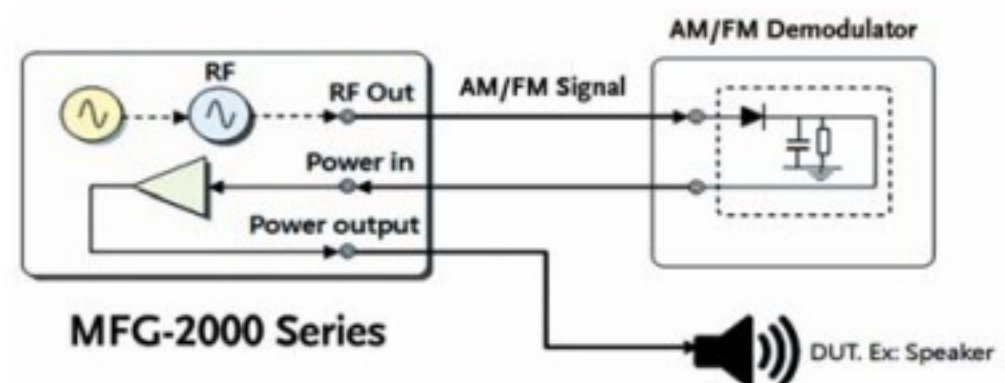 AM/FM Demodulator
RF
RF Out
AM/FM Signal
Power in
Power output
MFG-2000 Series
DUT. Ex: Speaker